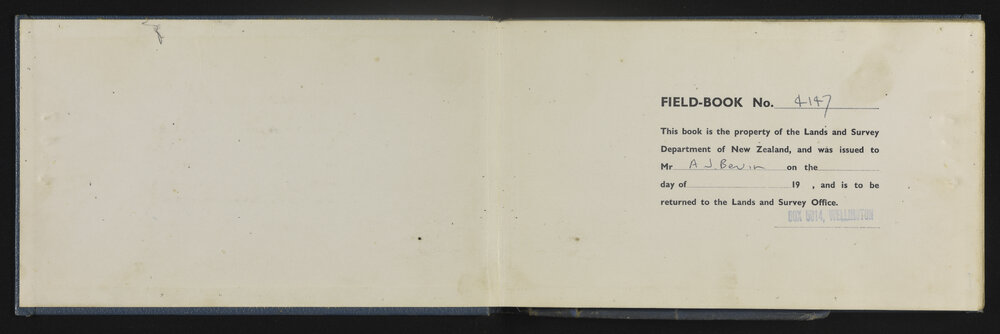 FIELD-BOOK No. 4147
This book is the property of the Lands and Survey
Department of New Zealand, and was issued to
Mr A J. Bevin on the
day of 19 , and is to be
returned to the Lands and Survey Office.
BOX 5014, WELLINGTON